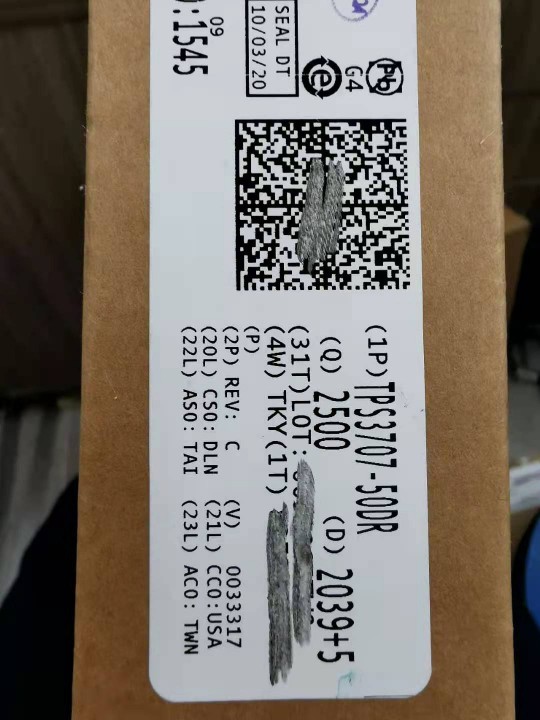 Pb
G4
e
SEAL DT
10/03/20
09
:1545
(1P) TPS3707-50DR
(Q) 2500 (D) 2039+5
(31T)LOT:
(4W) TKY(1T)
(P)
(2P) REV: C (V) 0033317
(20L) CSO: DLN (21L) CCO:USA
(22L) ASO: TAI (23L) ACO: TWN